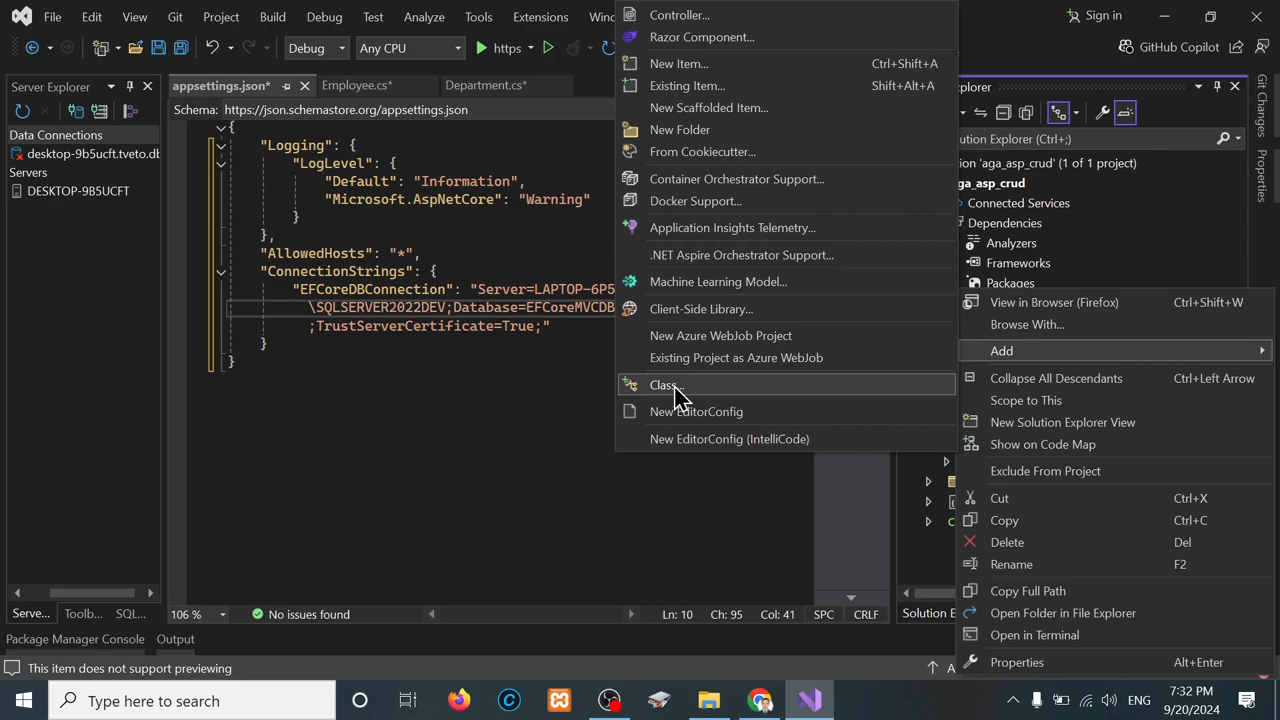 File Edit View Git Project Build Debug Test Analyze Tools Extensions
Sign in
Debug Any CPU https
GitHub Copilot
Server Explorer
Data Connections
desktop-9b5ucft.tveto.db
Servers
DESKTOP-9B5UCFT
appsettings.json* Employee.cs* Department.cs*
Schema: https://json.schemastore.org/appsettings.json
{
"Logging": {
"LogLevel": {
"Default": "Information",
"Microsoft.AspNetCore": "Warning"
}
},
"AllowedHosts": "*",
"ConnectionStrings": {
"EFCoreDBConnection": "Server=LAPTOP-6P5
\SQLSERVER2022DEV;Database=EFCoreMVCDB
;TrustServerCertificate=True;"
}
}
Controller...
Razor Component...
New Item... Ctrl+Shift+A
Existing Item... Shift+Alt+A
New Scaffolded Item...
New Folder
From Cookiecutter...
Container Orchestrator Support...
Docker Support...
Application Insights Telemetry...
.NET Aspire Orchestrator Support...
Machine Learning Model...
Client-Side Library...
New Azure WebJob Project
Existing Project as Azure WebJob
Class...
New EditorConfig
New EditorConfig (IntelliCode)
View in Browser (Firefox) Ctrl+Shift+W
Browse With...
Add
Collapse All Descendants Ctrl+Left Arrow
Scope to This
New Solution Explorer View
Show on Code Map
Exclude From Project
Cut Ctrl+X
Copy Ctrl+C
Delete Del
Rename F2
Copy Full Path
Open Folder in File Explorer
Open in Terminal
Properties Alt+Enter
(Ctrl+;)
'aga_asp_crud' (1 of 1 project)
Connected Services
Dependencies
Analyzers
Frameworks
Packages
Git Changes
Properties
Serve... Toolb... SQL...
106 % No issues found Ln: 10 Ch: 95 Col: 41 SPC CRLF
Package Manager Console Output
This item does not support previewing
Type here to search
ENG
7:32 PM
9/20/2024